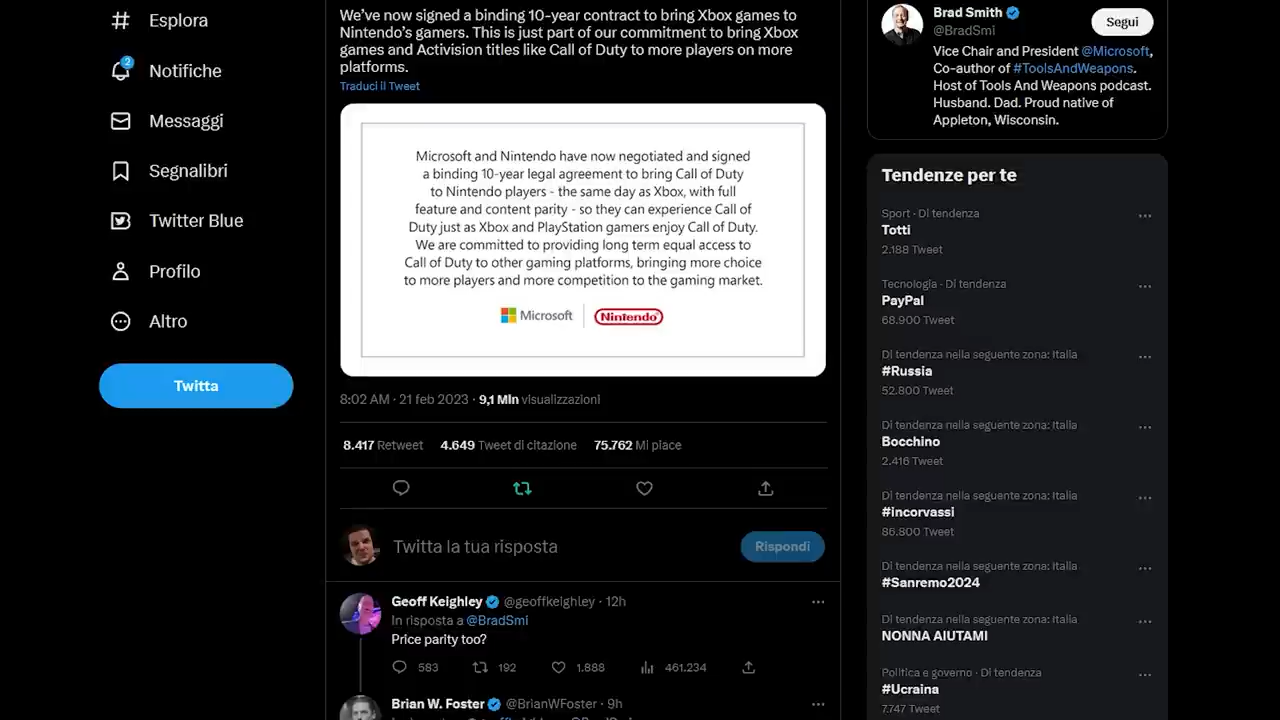 Esplora
2
Notifiche
Messaggi
Segnalibri
Twitter Blue
Profilo
Altro
Twitta
We've now signed a binding 10-year contract to bring Xbox games to
Nintendo's gamers. This is just part of our commitment to bring Xbox
games and Activision titles like Call of Duty to more players on more
platforms.
Traduci il Tweet
Microsoft and Nintendo have now negotiated and signed
a binding 10-year legal agreement to bring Call of Duty
to Nintendo players - the same day as Xbox, with full
feature and content parity - so they can experience Call of
Duty just as Xbox and PlayStation gamers enjoy Call of Duty.
We are committed to providing long term equal access to
Call of Duty to other gaming platforms, bringing more choice
to more players and more competition to the gaming market.
Microsoft | Nintendo
8:02 AM · 21 feb 2023 · 9,1 Mln visualizzazioni
8.417 Retweet 4.649 Tweet di citazione 75.762 Mi piace
Twitta la tua risposta
Rispondi
Geoff Keighley @geoffkeighley · 12h
In risposta a @BradSmi
Price parity too?
583 192 1.888 461.234
Brian W. Foster @BrianWFoster · 9h
Brad Smith
@BradSmi
Segui
Vice Chair and President @Microsoft,
Co-author of #ToolsAndWeapons.
Host of Tools And Weapons podcast.
Husband. Dad. Proud native of
Appleton, Wisconsin.
Tendenze per te
Sport · Di tendenza
Totti
2.188 Tweet
Tecnologia · Di tendenza
PayPal
68.900 Tweet
Di tendenza nella seguente zona: Italia
#Russia
52.800 Tweet
Di tendenza nella seguente zona: Italia
Bocchino
2.416 Tweet
Di tendenza nella seguente zona: Italia
#incorvassi
86.800 Tweet
Di tendenza nella seguente zona: Italia
#Sanremo2024
Di tendenza nella seguente zona: Italia
NONNA AIUTAMI
Politica e governo · Di tendenza
#Ucraina
7.747 Tweet